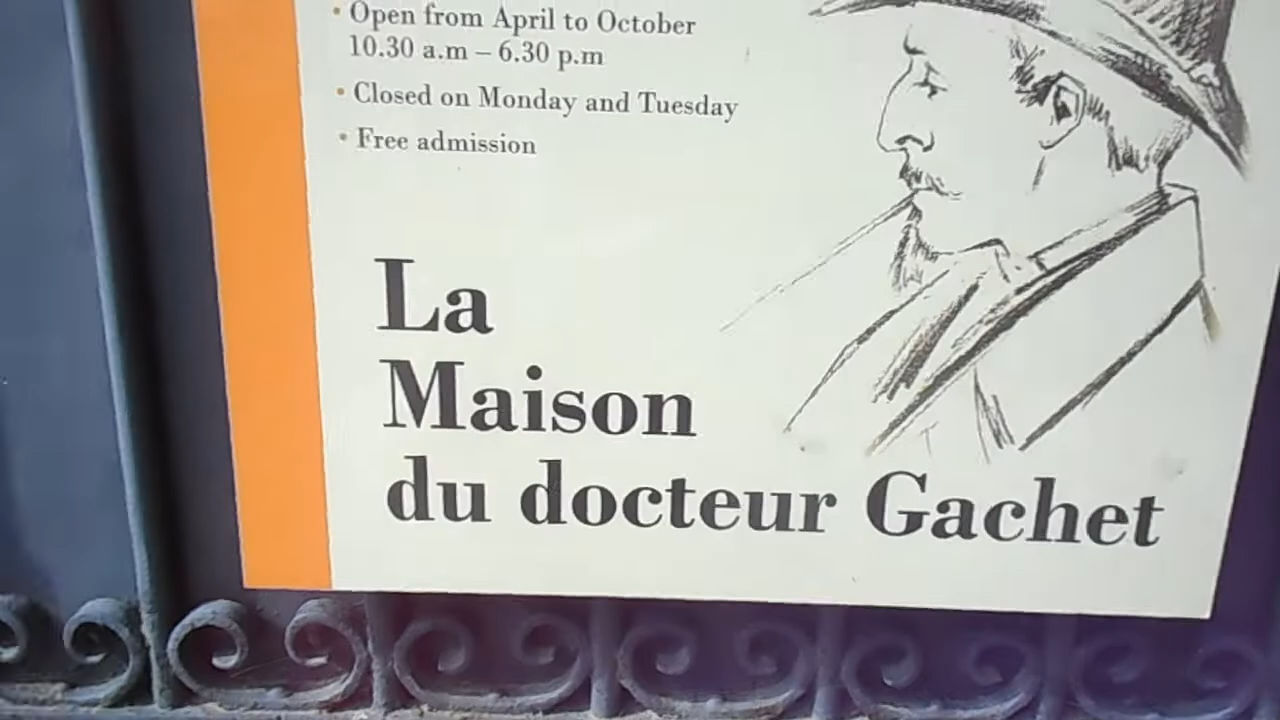 • Open from April to October
10.30 a.m – 6.30 p.m
• Closed on Monday and Tuesday
• Free admission
La
Maison
du docteur Gachet